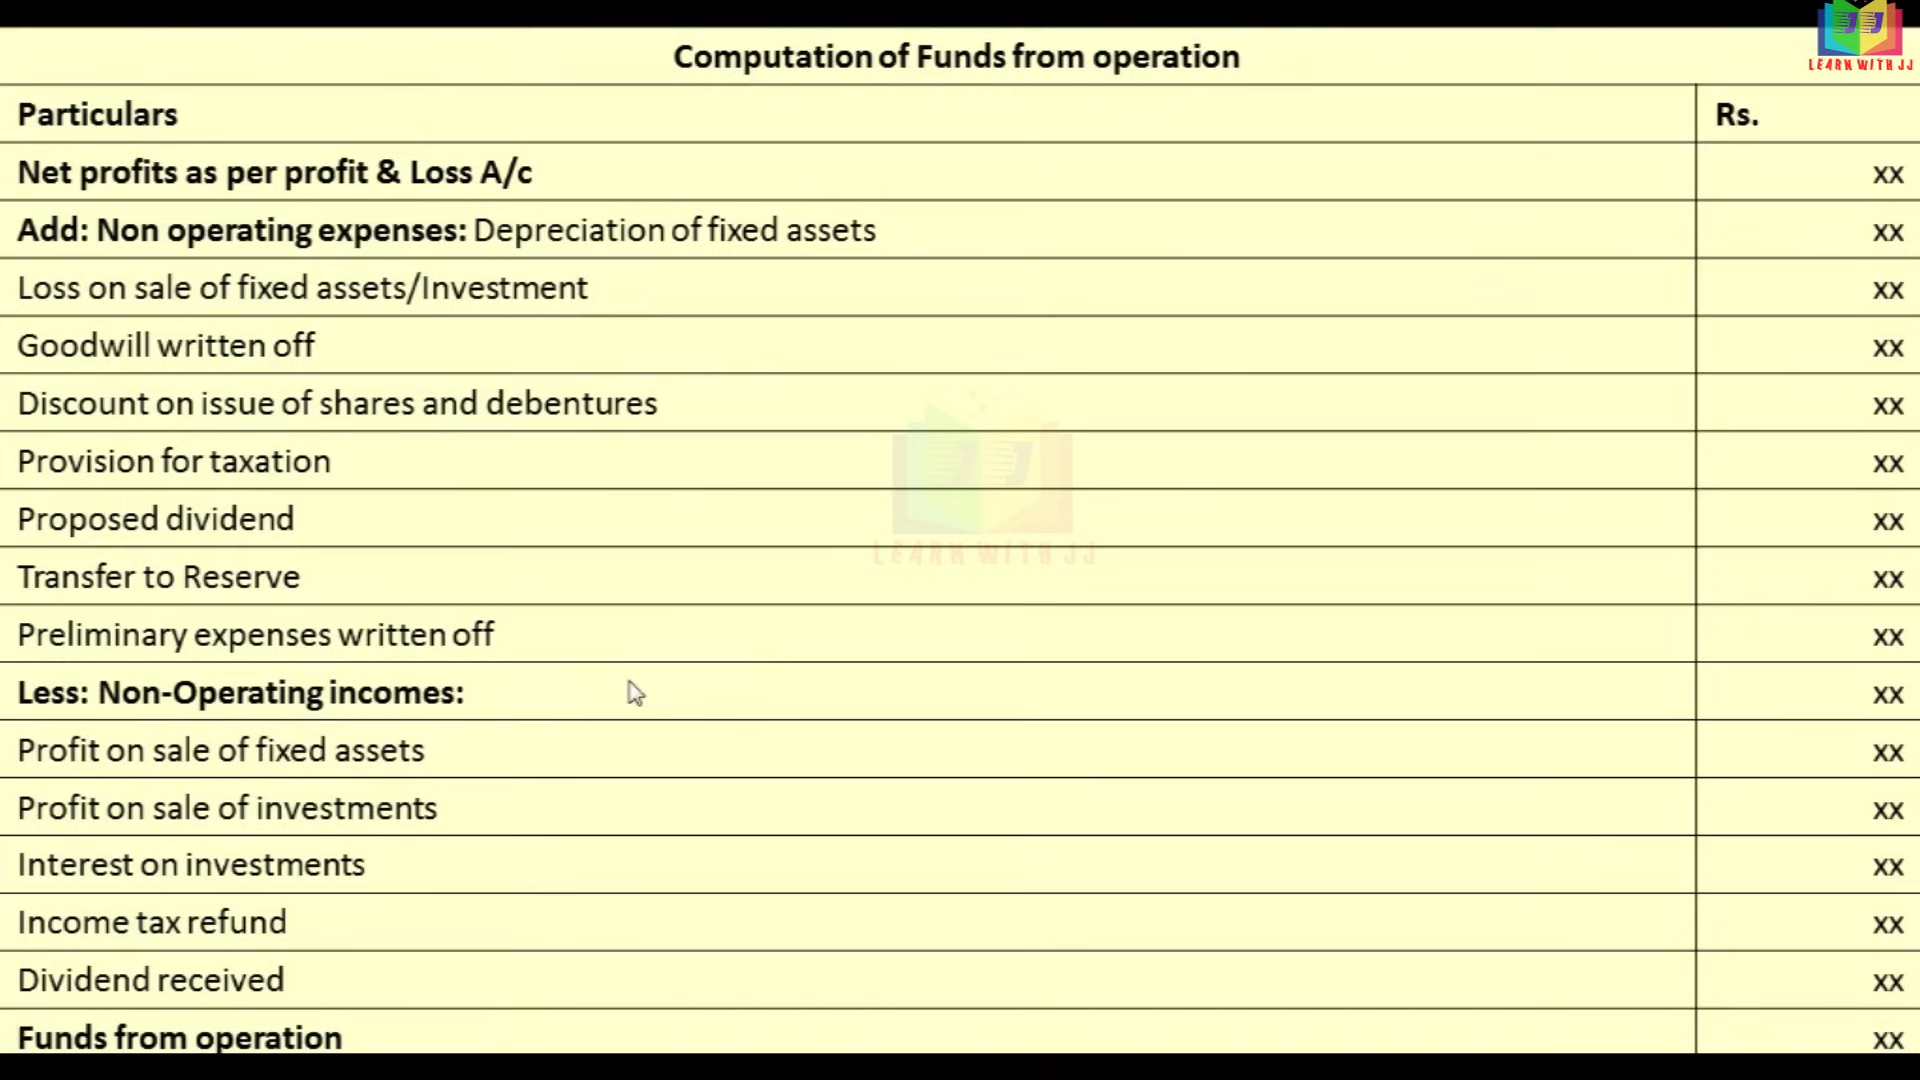 LEARN WITH JJ
Computation of Funds from operation
Particulars Rs.
Net profits as per profit & Loss A/c xx
Add: Non operating expenses: Depreciation of fixed assets xx
Loss on sale of fixed assets/Investment xx
Goodwill written off xx
Discount on issue of shares and debentures xx
Provision for taxation xx
Proposed dividend xx
LEARN WITH JJ
Transfer to Reserve xx
Preliminary expenses written off xx
Less: Non-Operating incomes: xx
Profit on sale of fixed assets xx
Profit on sale of investments xx
Interest on investments xx
Income tax refund xx
Dividend received xx
Funds from operation xx